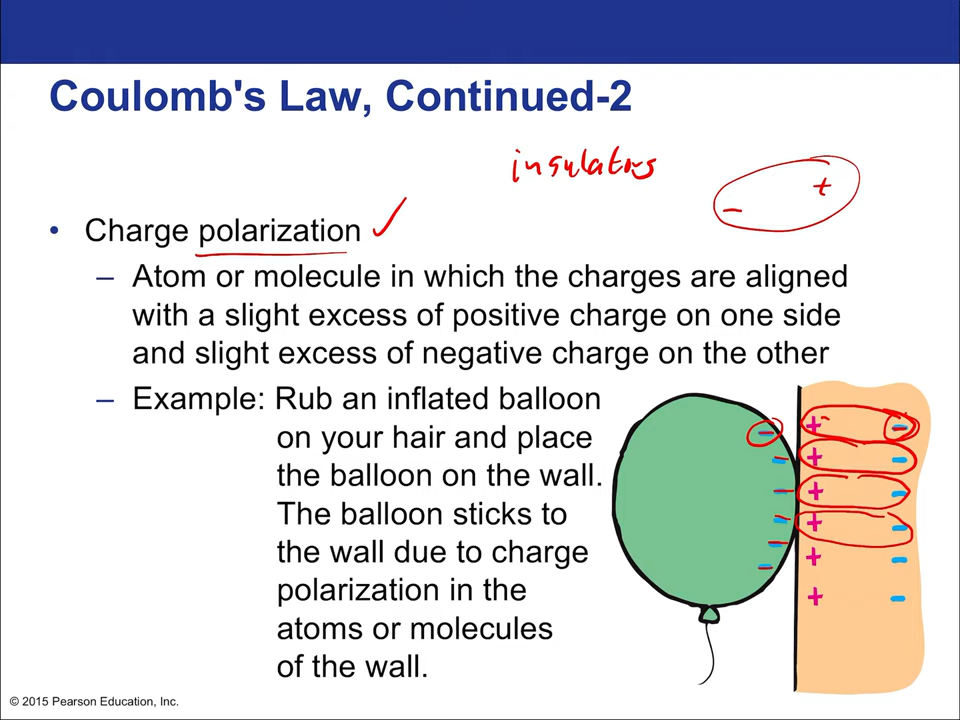 Coulomb's Law, Continued-2
insulators
- +
• Charge polarization ✓
– Atom or molecule in which the charges are aligned
with a slight excess of positive charge on one side
and slight excess of negative charge on the other
– Example: Rub an inflated balloon
on your hair and place
the balloon on the wall.
The balloon sticks to
the wall due to charge
polarization in the
atoms or molecules
of the wall.
- + -
- + -
- + -
- + -
- + -
- + -
© 2015 Pearson Education, Inc.